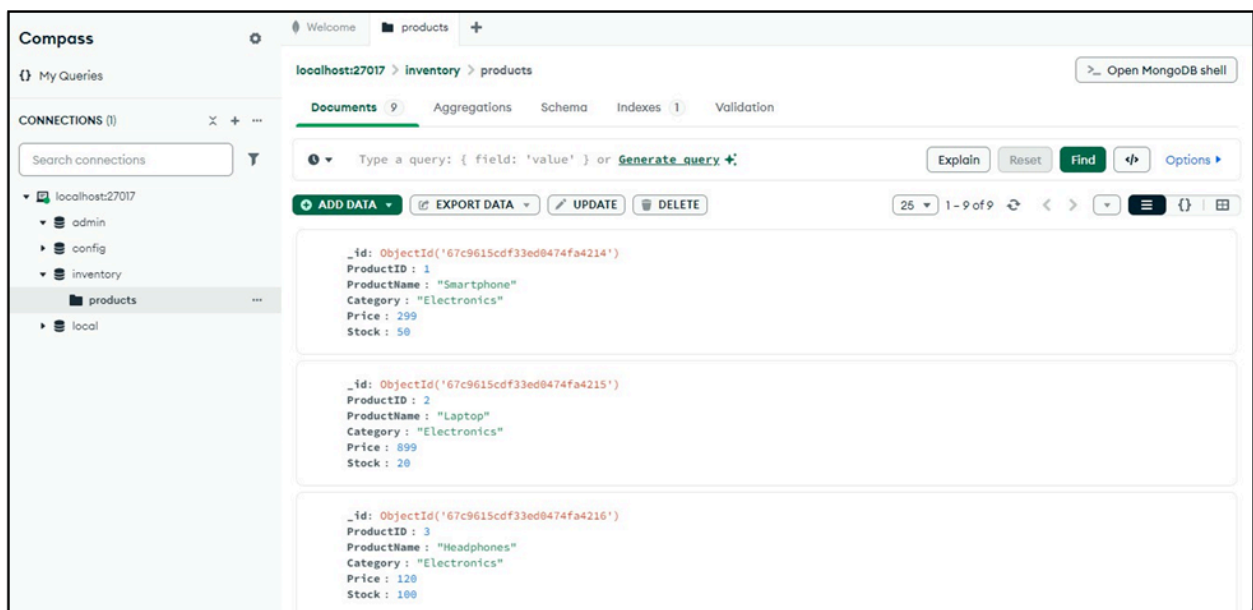 Compass
{} My Queries
CONNECTIONS (1)
Search connections
localhost:27017
admin
config
inventory
products
local
Welcome
products
localhost:27017 > inventory > products
>_ Open MongoDB shell
Documents 9 Aggregations Schema Indexes 1 Validation
Type a query: { field: 'value' } or Generate query
Explain Reset Find </> Options
ADD DATA EXPORT DATA UPDATE DELETE
25 1 – 9 of 9 {}
_id: ObjectId('67c9615cdf33ed0474fa4214')
ProductID : 1
ProductName : "Smartphone"
Category : "Electronics"
Price : 299
Stock : 50
_id: ObjectId('67c9615cdf33ed0474fa4215')
ProductID : 2
ProductName : "Laptop"
Category : "Electronics"
Price : 899
Stock : 20
_id: ObjectId('67c9615cdf33ed0474fa4216')
ProductID : 3
ProductName : "Headphones"
Category : "Electronics"
Price : 120
Stock : 100